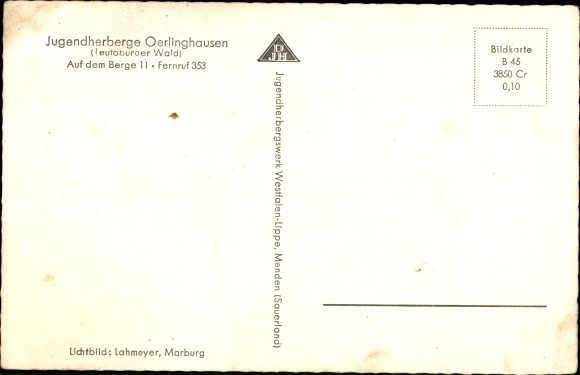 Jugendherberge Oerlinghausen
(Teutoburger Wald)
Auf dem Berge 11 • Fernruf 353
DJH
Jugendherbergswerk Westfalen-Lippe, Menden (Sauerland)
Bildkarte
B 45
3850 Cr
0,10
Lichtbild: Lahmeyer, Marburg